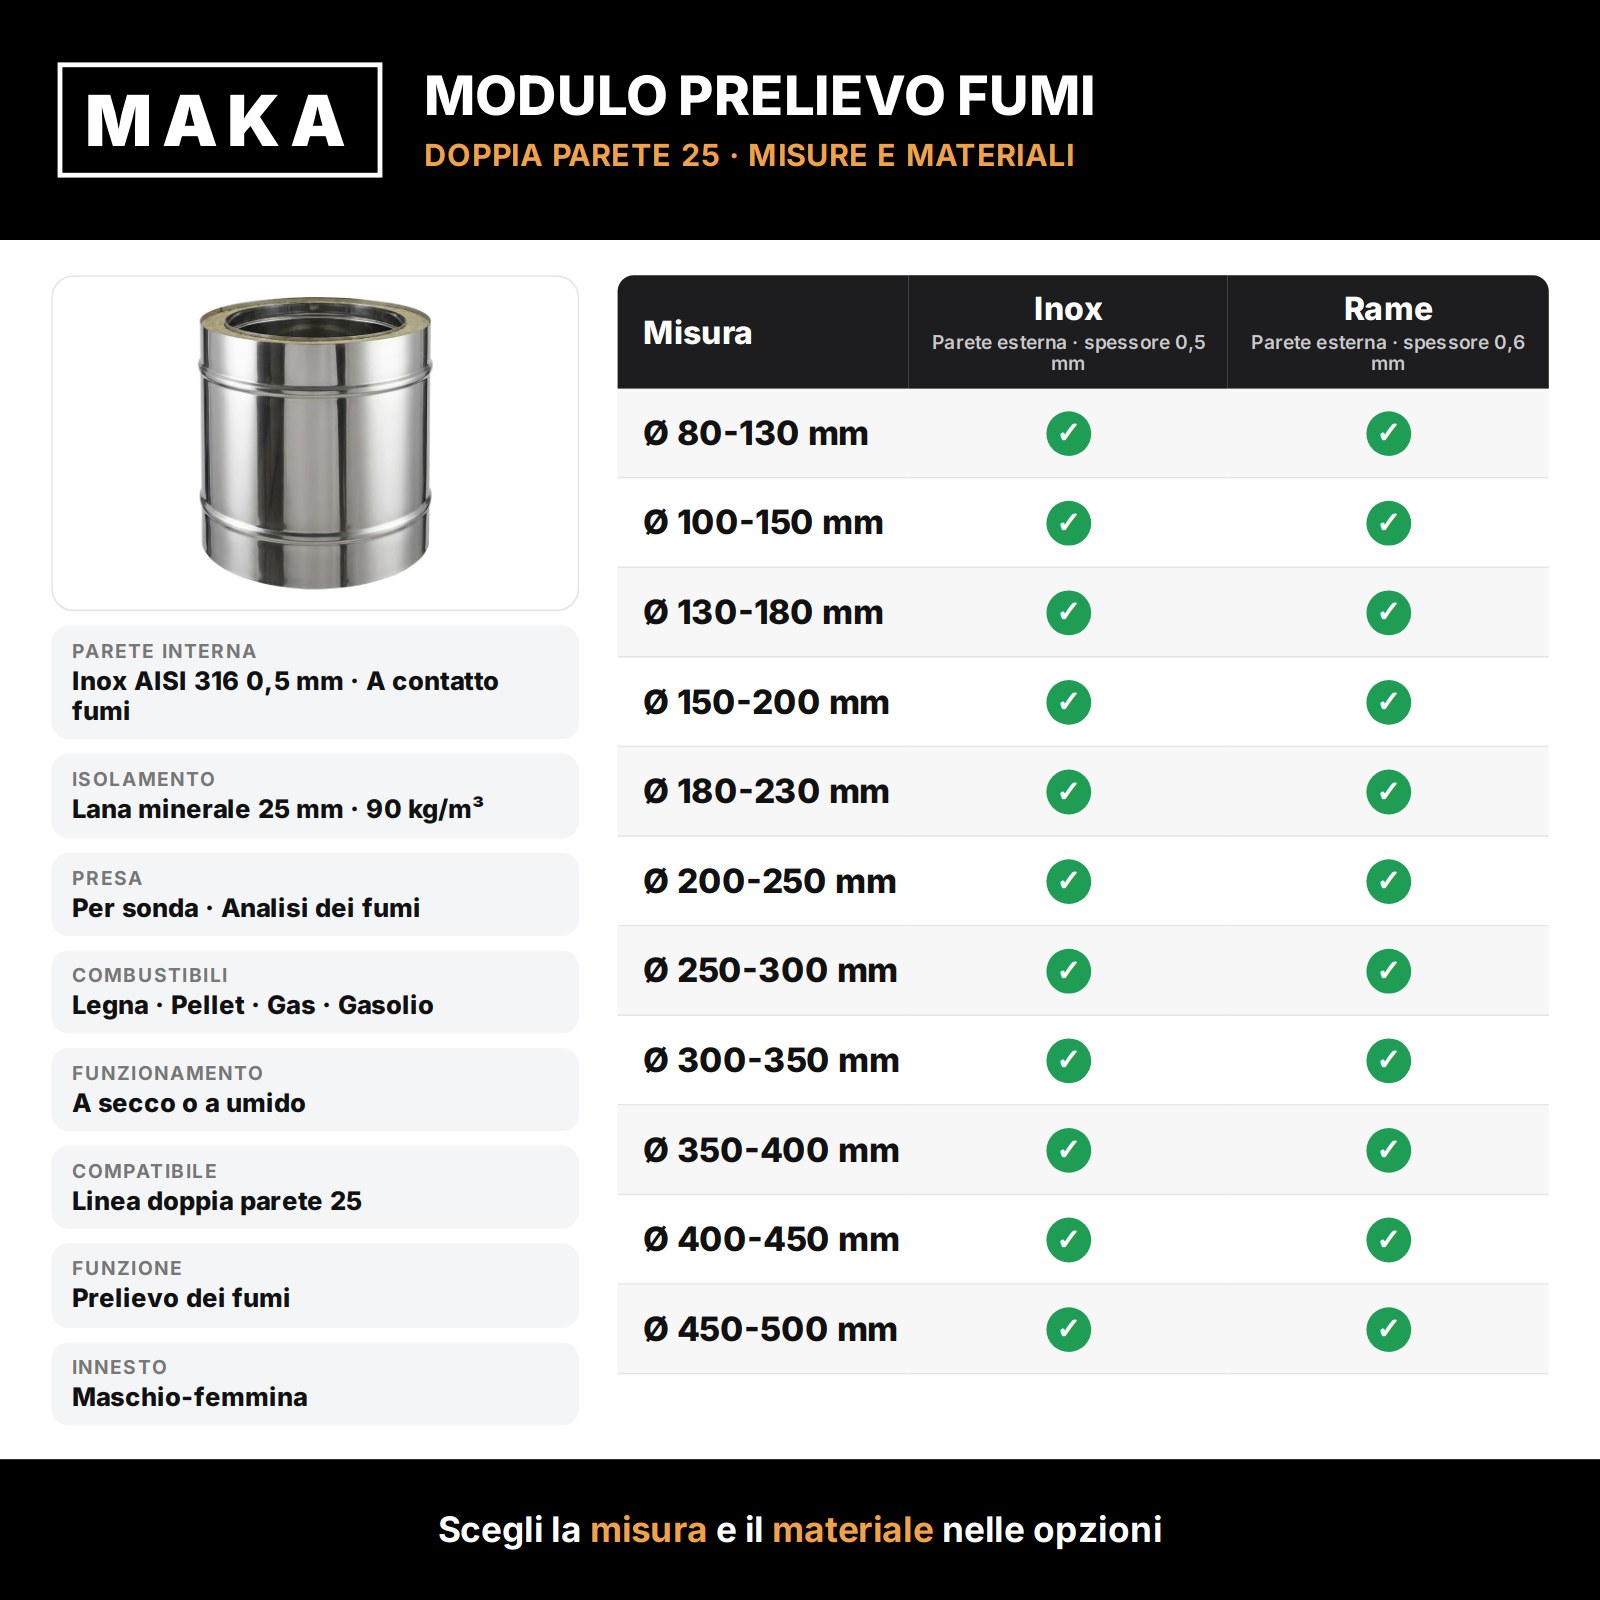 MAKA
MODULO PRELIEVO FUMI
DOPPIA PARETE 25 · MISURE E MATERIALI
PARETE INTERNA
Inox AISI 316 0,5 mm · A contatto
fumi
ISOLAMENTO
Lana minerale 25 mm · 90 kg/m³
PRESA
Per sonda · Analisi dei fumi
COMBUSTIBILI
Legna · Pellet · Gas · Gasolio
FUNZIONAMENTO
A secco o a umido
COMPATIBILE
Linea doppia parete 25
FUNZIONE
Prelievo dei fumi
INNESTO
Maschio-femmina
Misura
Inox
Parete esterna · spessore 0,5
mm
Rame
Parete esterna · spessore 0,6
mm
Ø 80-130 mm ✓ ✓
Ø 100-150 mm ✓ ✓
Ø 130-180 mm ✓ ✓
Ø 150-200 mm ✓ ✓
Ø 180-230 mm ✓ ✓
Ø 200-250 mm ✓ ✓
Ø 250-300 mm ✓ ✓
Ø 300-350 mm ✓ ✓
Ø 350-400 mm ✓ ✓
Ø 400-450 mm ✓ ✓
Ø 450-500 mm ✓ ✓
Scegli la misura e il materiale nelle opzioni